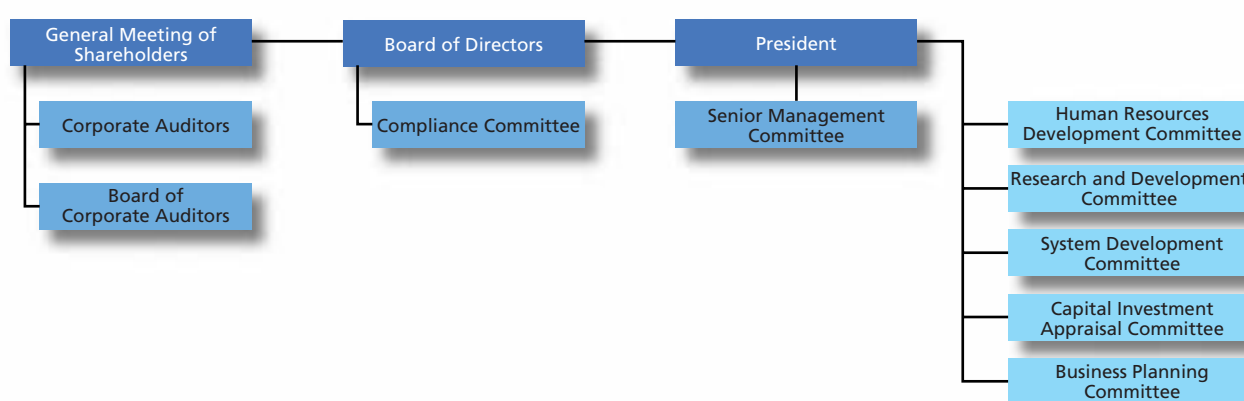 General Meeting of
Shareholders
Board of Directors
President
Corporate Auditors
Compliance Committee
Senior Management
Committee
Human Resources
Development Committee
Board of
Corporate Auditors
Research and Development
Committee
System Development
Committee
Capital Investment
Appraisal Committee
Business Planning
Committee